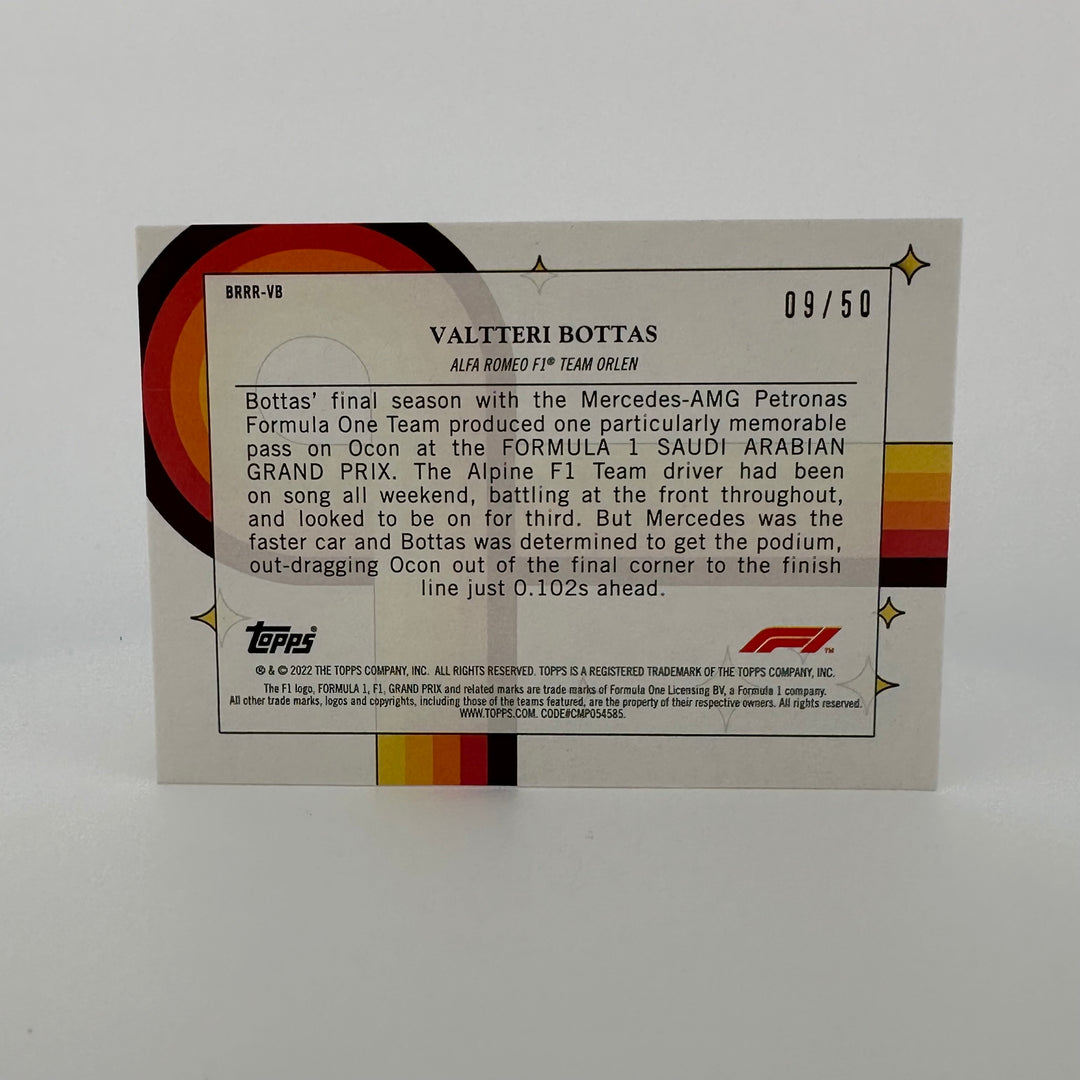 BRRR-VB
09/50
VALTTERI BOTTAS
ALFA ROMEO F1® TEAM ORLEN
Bottas' final season with the Mercedes-AMG Petronas
Formula One Team produced one particularly memorable
pass on Ocon at the FORMULA 1 SAUDI ARABIAN
GRAND PRIX. The Alpine F1 Team driver had been
on song all weekend, battling at the front throughout,
and looked to be on for third. But Mercedes was the
faster car and Bottas was determined to get the podium,
out-dragging Ocon out of the final corner to the finish
line just 0.102s ahead.
topps®
F1™
® & © 2022 THE TOPPS COMPANY, INC. ALL RIGHTS RESERVED. TOPPS IS A REGISTERED TRADEMARK OF THE TOPPS COMPANY, INC.
The F1 logo, FORMULA 1, F1, GRAND PRIX and related marks are trade marks of Formula One Licensing BV, a Formula 1 company.
All other trade marks, logos and copyrights, including those of the teams featured, are the property of their respective owners. All rights reserved.
WWW.TOPPS.COM. CODE#CMP054585.